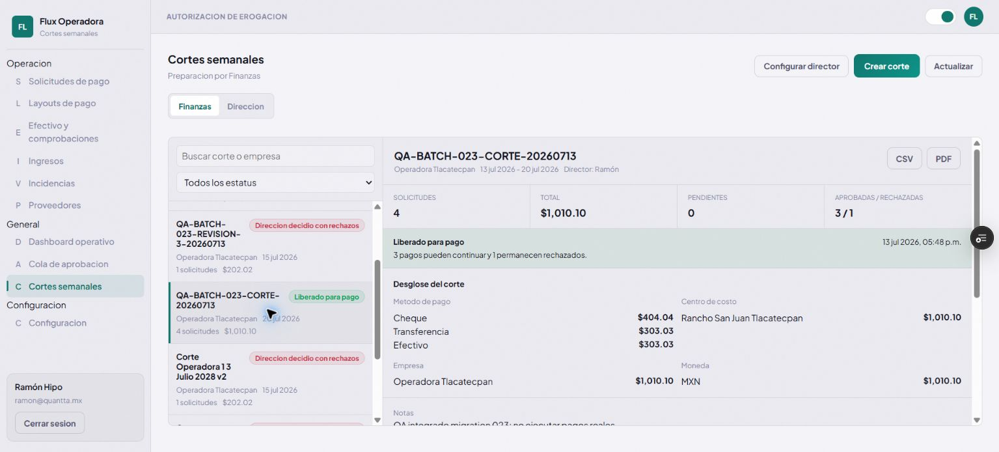 FL
Flux Operadora
Cortes semanales
Operacion
S Solicitudes de pago
L Layouts de pago
E Efectivo y
comprobaciones
I Ingresos
V Incidencias
P Proveedores
General
D Dashboard operativo
A Cola de aprobacion
C Cortes semanales
Configuracion
C Configuracion
Ramón Hipo
ramon@quantta.mx
Cerrar sesion
AUTORIZACION DE EROGACION
FL
Cortes semanales
Preparacion por Finanzas
Configurar director
Crear corte
Actualizar
Finanzas
Direccion
Buscar corte o empresa
Todos los estatus
QA-BATCH-
023-REVISION-
3-20260713
Direccion decidio con rechazos
Operadora Tlacatecpan 15 jul 2026
1 solicitudes $202.02
QA-BATCH-023-CORTE-
20260713
Liberado para pago
Operadora Tlacatecpan 20 jul 2026
4 solicitudes $1,010.10
Corte
Operadora 1 3
Julio 2028 v2
Direccion decidio con rechazos
Operadora Tlacatecpan 15 jul 2026
1 solicitudes $202.02
QA-BATCH-023-CORTE-20260713
Operadora Tlacatecpan 13 jul 2026 - 20 jul 2026 Director: Ramón
CSV
PDF
SOLICITUDES
4
TOTAL
$1,010.10
PENDIENTES
0
APROBADAS / RECHAZADAS
3 / 1
Liberado para pago
13 jul 2026, 05:48 p.m.
3 pagos pueden continuar y 1 permanecen rechazados.
Desglose del corte
Metodo de pago
Cheque $404.04
Transferencia $303.03
Efectivo $303.03
Centro de costo
Rancho San Juan Tlacatecpan $1,010.10
Empresa
Operadora Tlacatecpan $1,010.10
Moneda
MXN $1,010.10
Notas
QA integrado migration 023; no ejecutar pagos reales